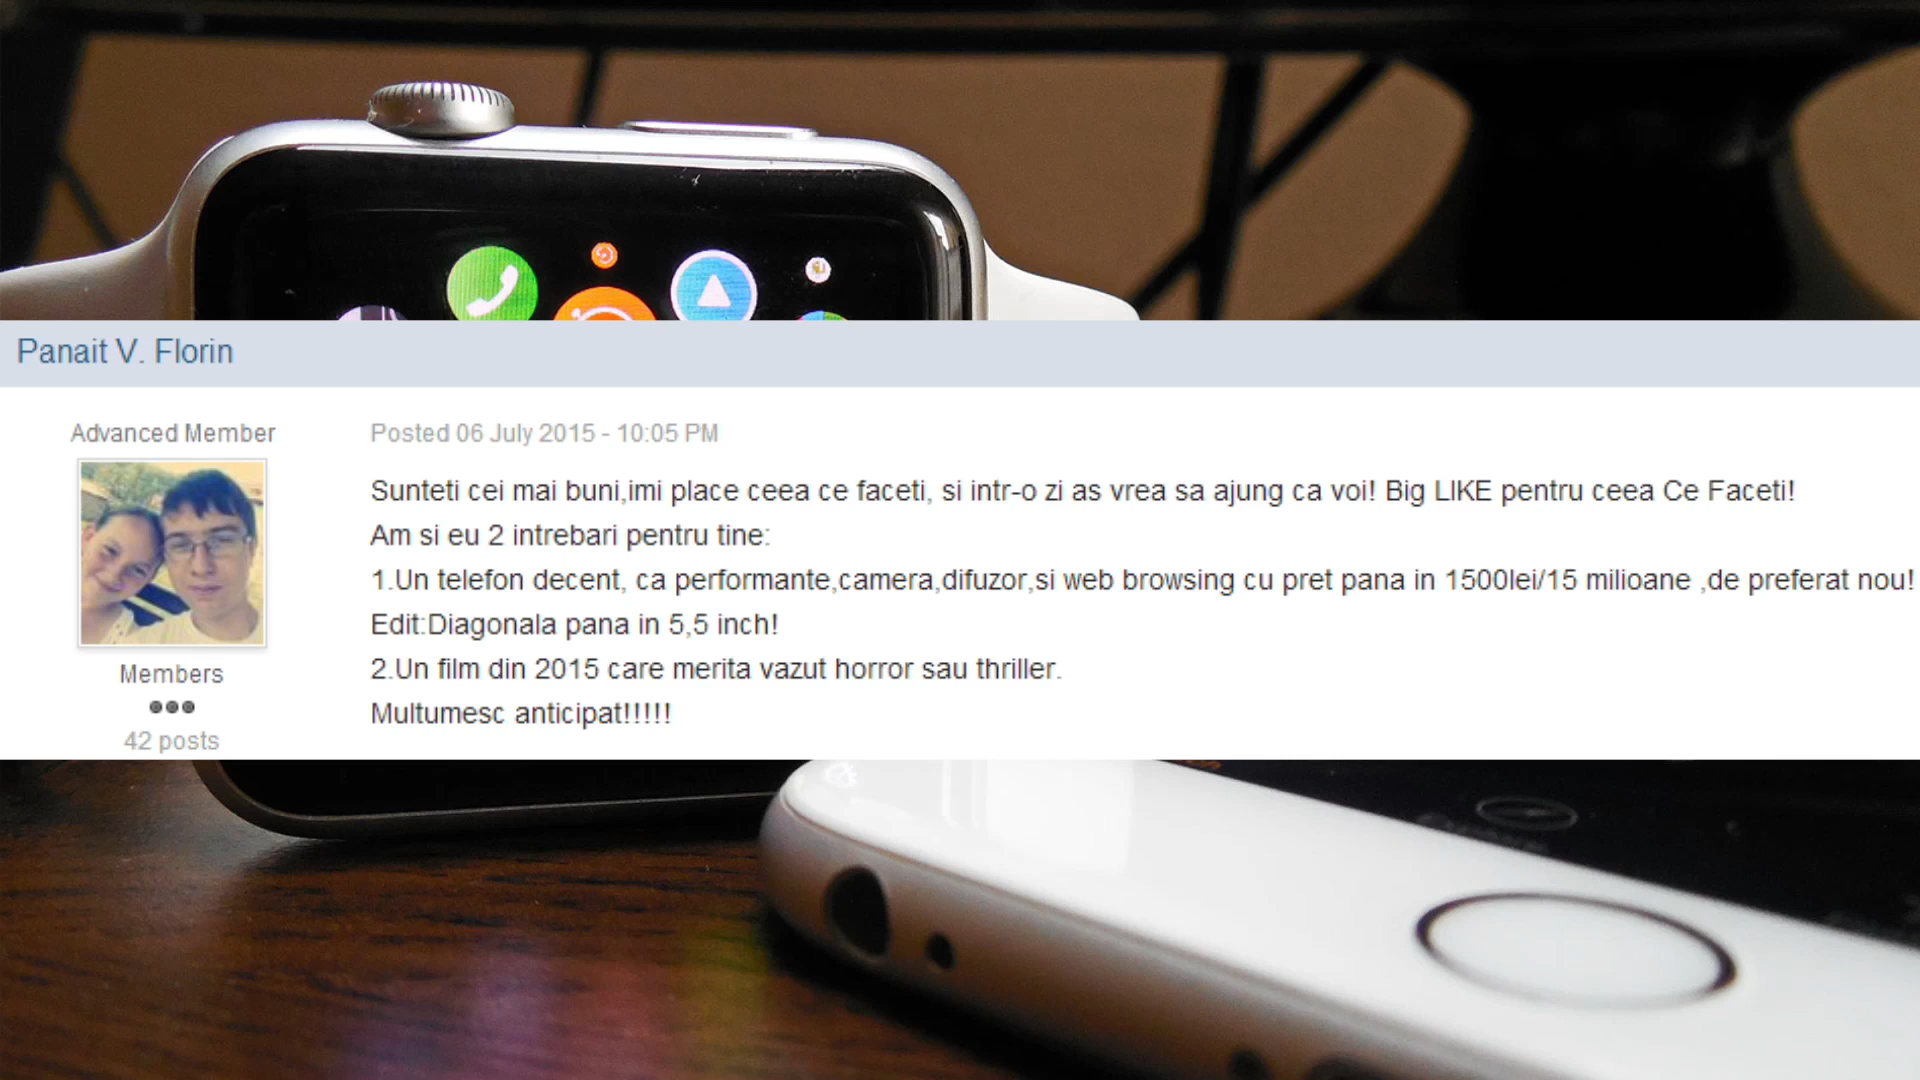 Panait V. Florin
Advanced Member
Posted 06 July 2015 - 10:05 PM
Sunteti cei mai buni,imi place ceea ce faceti, si intr-o zi as vrea sa ajung ca voi! Big LIKE pentru ceea Ce Faceti!
Am si eu 2 intrebari pentru tine:
1.Un telefon decent, ca performante,camera,difuzor,si web browsing cu pret pana in 1500lei/15 milioane ,de preferat nou!
Edit:Diagonala pana in 5,5 inch!
2.Un film din 2015 care merita vazut horror sau thriller.
Multumesc anticipat!!!!!
Members
42 posts